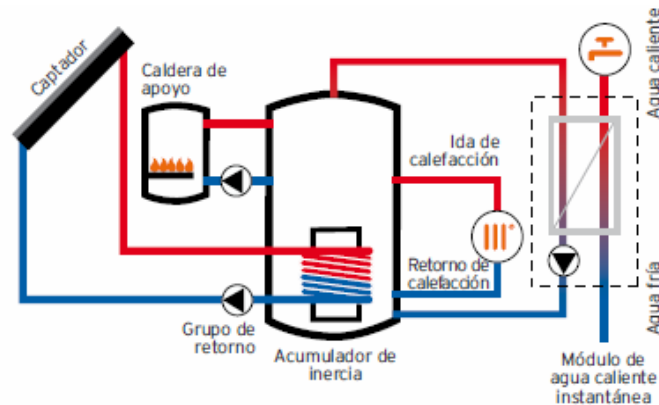 Captador
Caldera de
apoyo
Ida de
calefacción
Retorno de
calefacción
Grupo de
retorno
Acumulador de
inercia
Agua caliente
Agua fría
Módulo de
agua caliente
instantánea